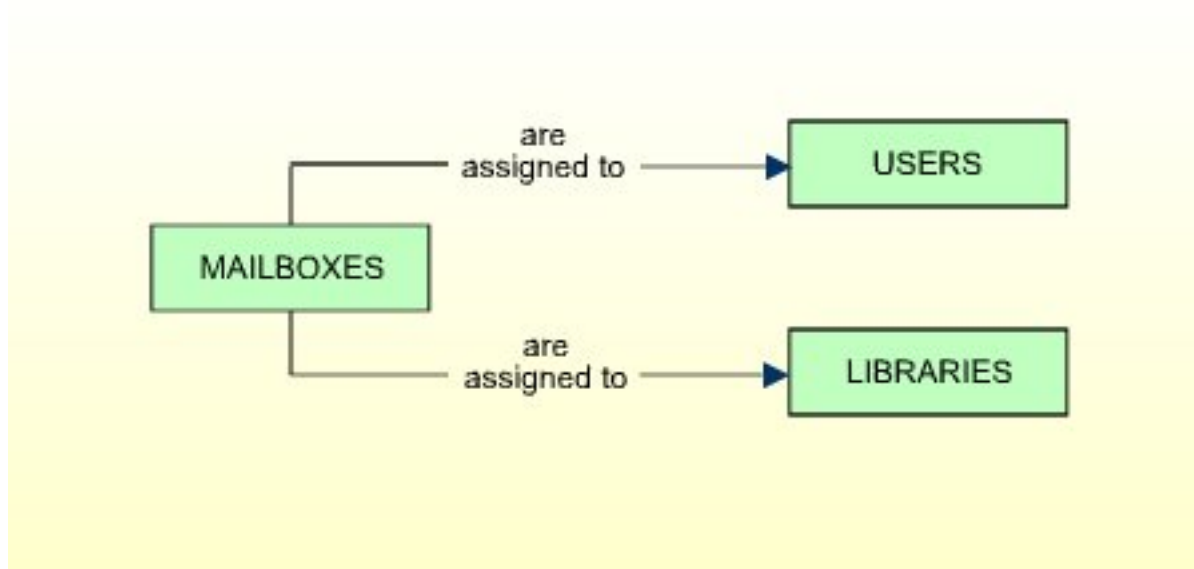 are
assigned to
USERS
MAILBOXES
are
assigned to
LIBRARIES